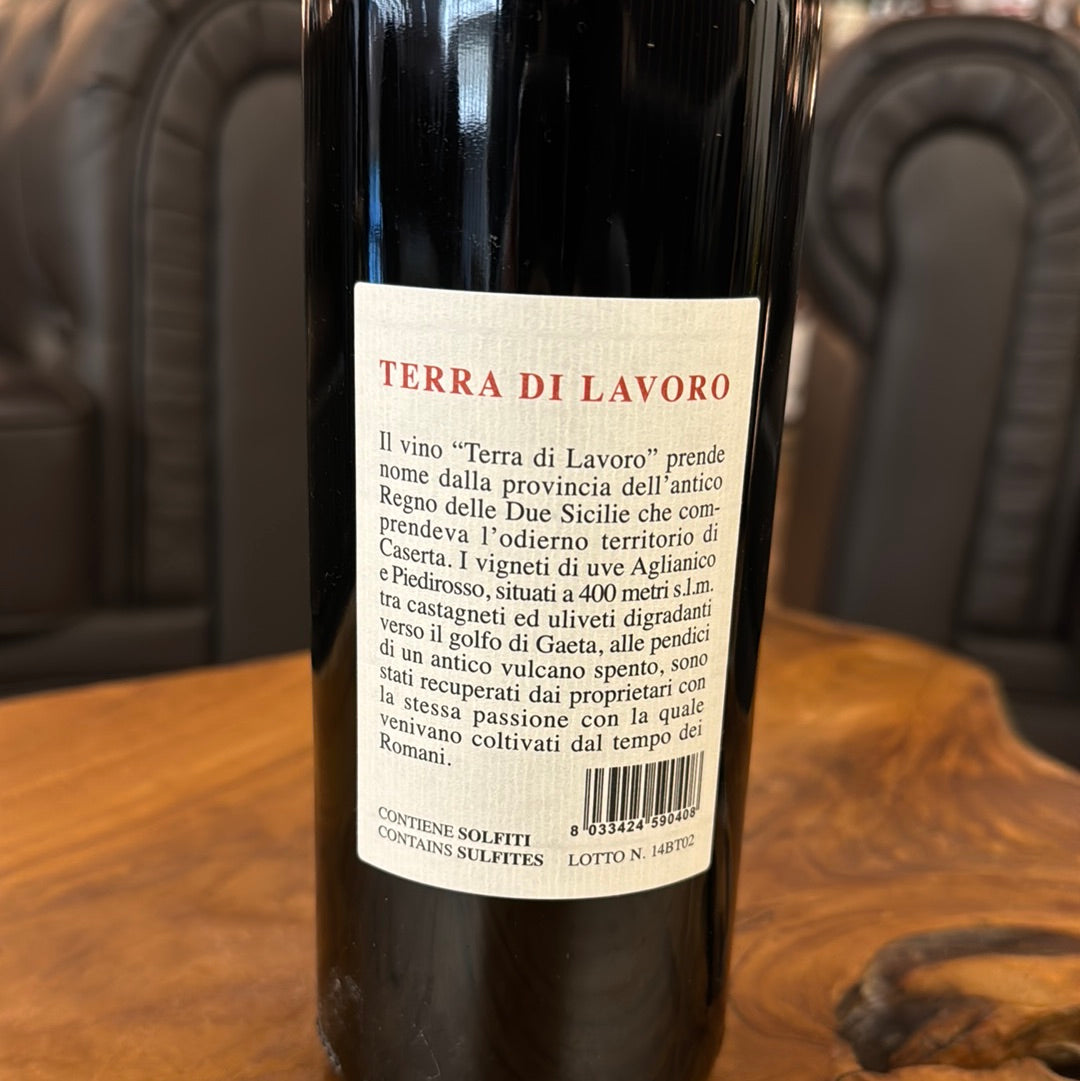 TERRA DI LAVORO
Il vino “Terra di Lavoro” prende
nome dalla provincia dell’antico
Regno delle Due Sicilie che com-
prendeva l’odierno territorio di
Caserta. I vigneti di uve Aglianico
e Piedirosso, situati a 400 metri s.l.m.
tra castagneti ed uliveti digradanti
verso il golfo di Gaeta, alle pendici
di un antico vulcano spento, sono
stati recuperati dai proprietari con
la stessa passione con la quale
venivano coltivati dal tempo dei
Romani.
8 033424 590408
CONTIENE SOLFITI
CONTAINS SULFITES
LOTTO N. 14BT02